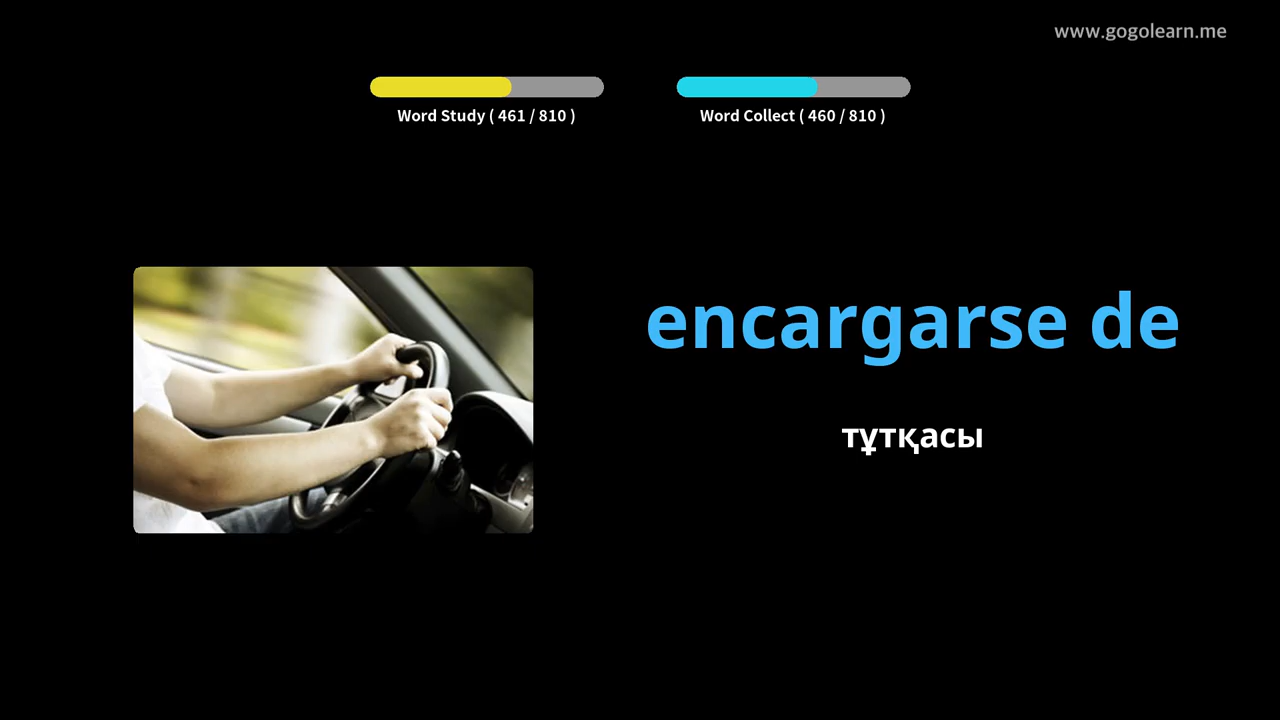 www.gogolearn.me
Word Study ( 461 / 810 )
Word Collect ( 460 / 810 )
encargarse de
тұтқасы